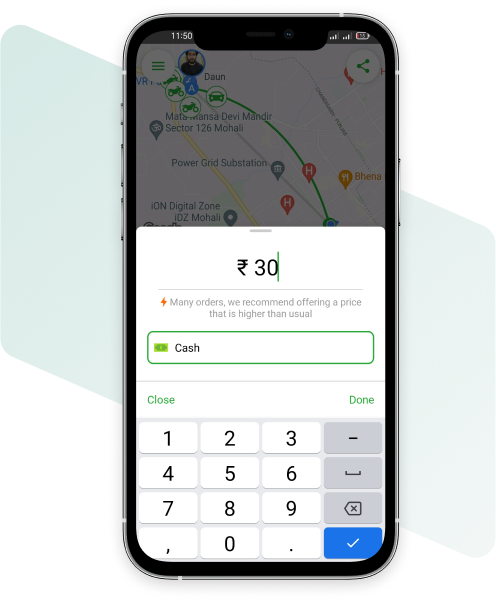 11:50
VR P
H
Daun
A
CHANDIGARH
PUNJAB
Mata Mansa Devi Mandir
Sector 126 Mohali
Power Grid Substation
H
Bhena
iON Digital Zone
iDZ Mohali
H
₹ 30
Many orders, we recommend offering a price
that is higher than usual
Cash
Close
Done
1
2
3
–
4
5
6
7
8
9
,
0
.